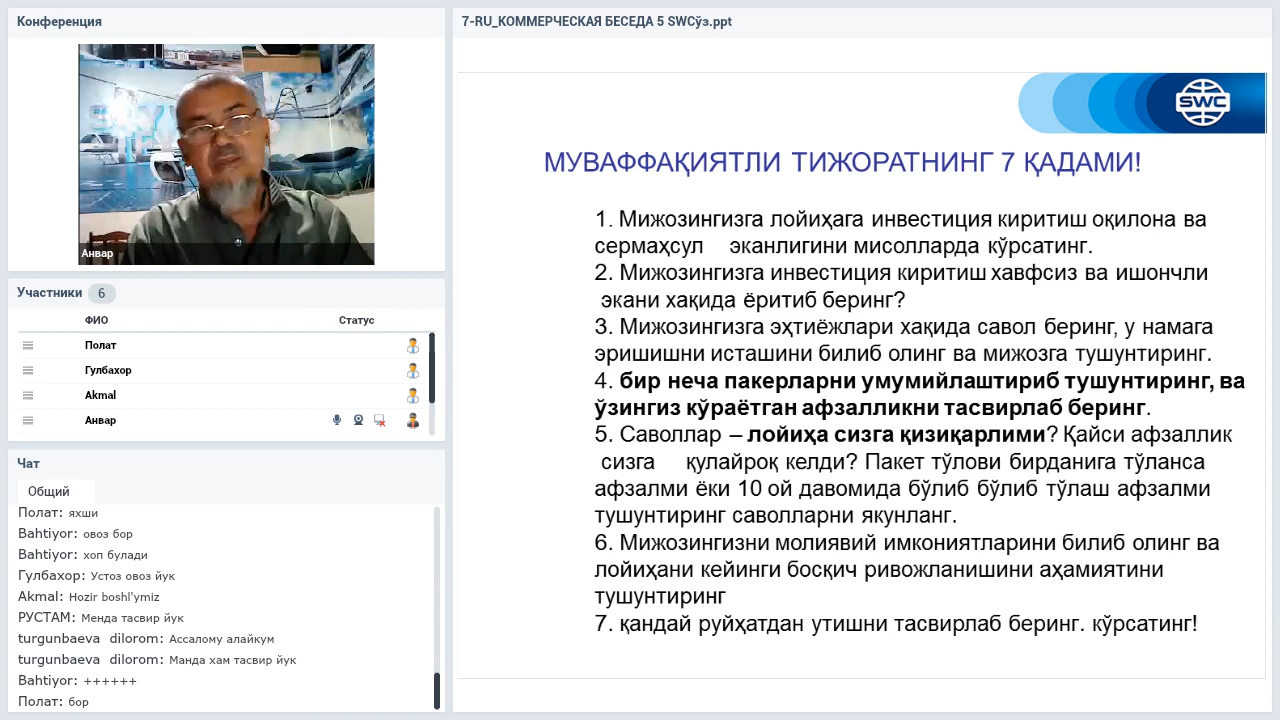 Конференция
Анвар
Участники 6
ФИО Статус
Полат
Гулбахор
Akmal
Анвар
Чат
Общий
Полат: яхши
Bahtiyor: овоз бор
Bahtiyor: хоп булади
Гулбахор: Устоз овоз йук
Akmal: Hozir boshl'ymiz
РУСТАМ: Менда тасвир йук
turgunbaeva dilorom: Ассалому алайкум
turgunbaeva dilorom: Манда хам тасвир йук
Bahtiyor: ++++++
Полат: бор
7-RU_КОММЕРЧЕСКАЯ БЕСЕДА 5 SWCўз.ppt
SWC
МУВАФФАҚИЯТЛИ ТИЖОРАТНИНГ 7 ҚАДАМИ!
1. Мижозингизга лойиҳага инвестиция киритиш оқилона ва
сермаҳсул эканлигини мисолларда кўрсатинг.
2. Мижозингизга инвестиция киритиш хавфсиз ва ишончли
экани хақида ёритиб беринг?
3. Мижозингизга эҳтиёжлари хақида савол беринг, у намага
эришишни исташини билиб олинг ва мижозга тушунтиринг.
4. бир неча пакерларни умумийлаштириб тушунтиринг, ва
ўзингиз кўраётган афзалликни тасвирлаб беринг.
5. Саволлар – лойиҳа сизга қизиқарлими? Қайси афзаллик
сизга қулайроқ келди? Пакет тўлови бирданига тўланса
афзалми ёки 10 ой давомида бўлиб бўлиб тўлаш афзалми
тушунтиринг саволларни якунланг.
6. Мижозингизни молиявий имкониятларини билиб олинг ва
лойиҳани кейинги босқич ривожланишини аҳамиятини
тушунтиринг
7. қандай руйҳатдан утишни тасвирлаб беринг. кўрсатинг!